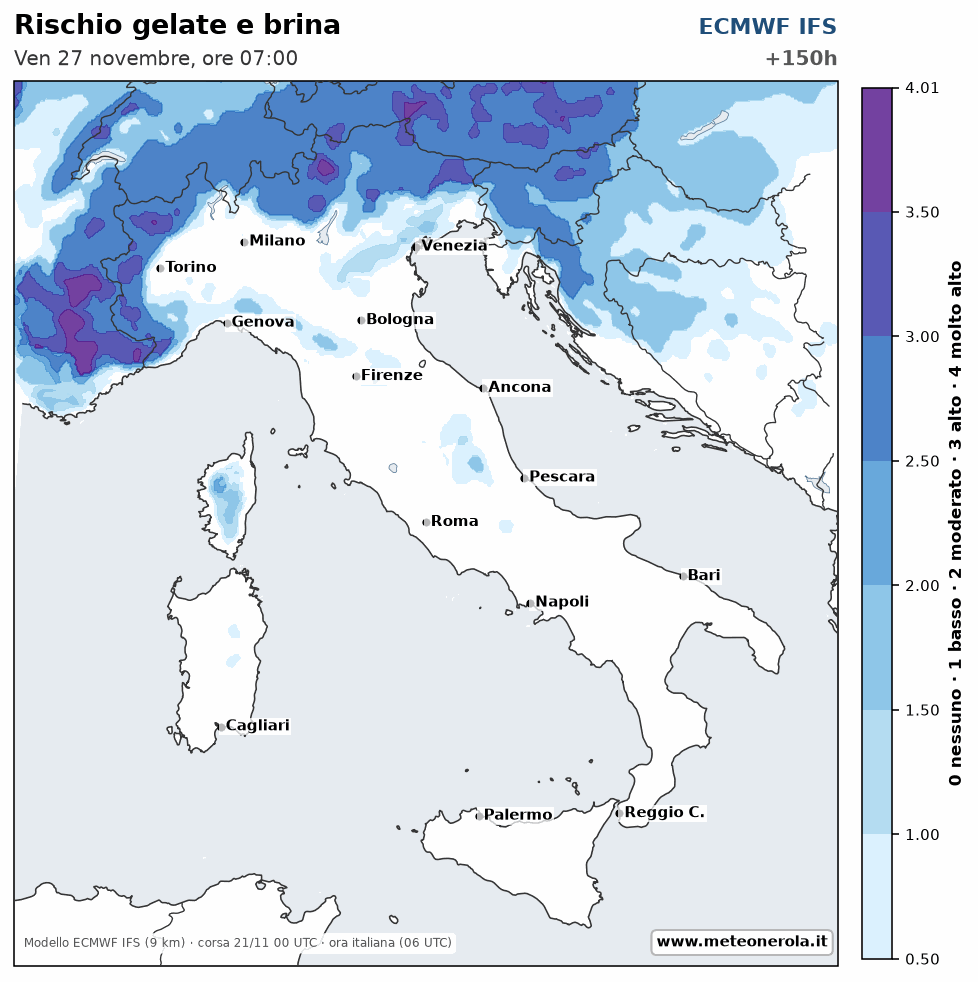 Rischio gelate e brina
ECMWF IFS
Ven 27 novembre, ore 07:00
+150h
Milano
Venezia
Torino
Genova
Bologna
Firenze
Ancona
Pescara
Roma
Bari
Napoli
Cagliari
Palermo
Reggio C.
Modello ECMWF IFS (9 km) · corsa 21/11 00 UTC · ora italiana (06 UTC)
www.meteonerola.it
4.01
3.50
3.00
2.50
2.00
1.50
1.00
0.50
0 nessuno · 1 basso · 2 moderato · 3 alto · 4 molto alto